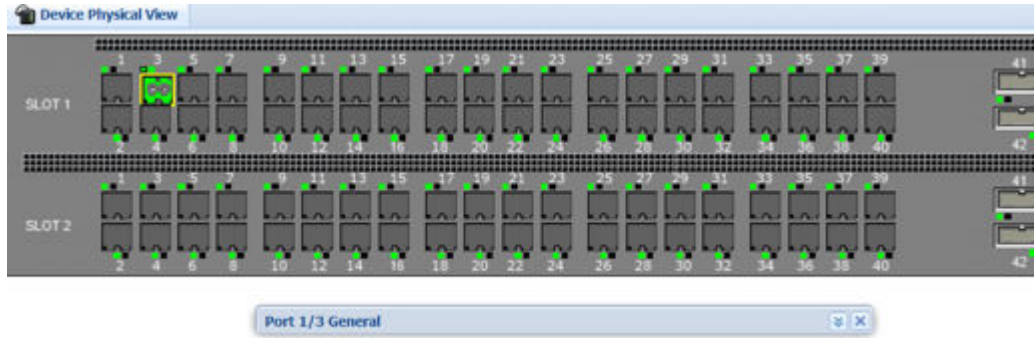 Device Physical View
1 3 5 7 9 11 13 15 17 19 21 23 25 27 29 31 33 35 37 39 41
SLOT 1
2 4 6 8 10 12 14 16 18 20 22 24 26 28 30 32 34 36 38 40 42
1 3 5 7 9 11 13 15 17 19 21 23 25 27 29 31 33 35 37 39 41
SLOT 2
2 4 6 8 10 12 14 16 18 20 22 24 26 28 30 32 34 36 38 40 42
Port 1/3 General